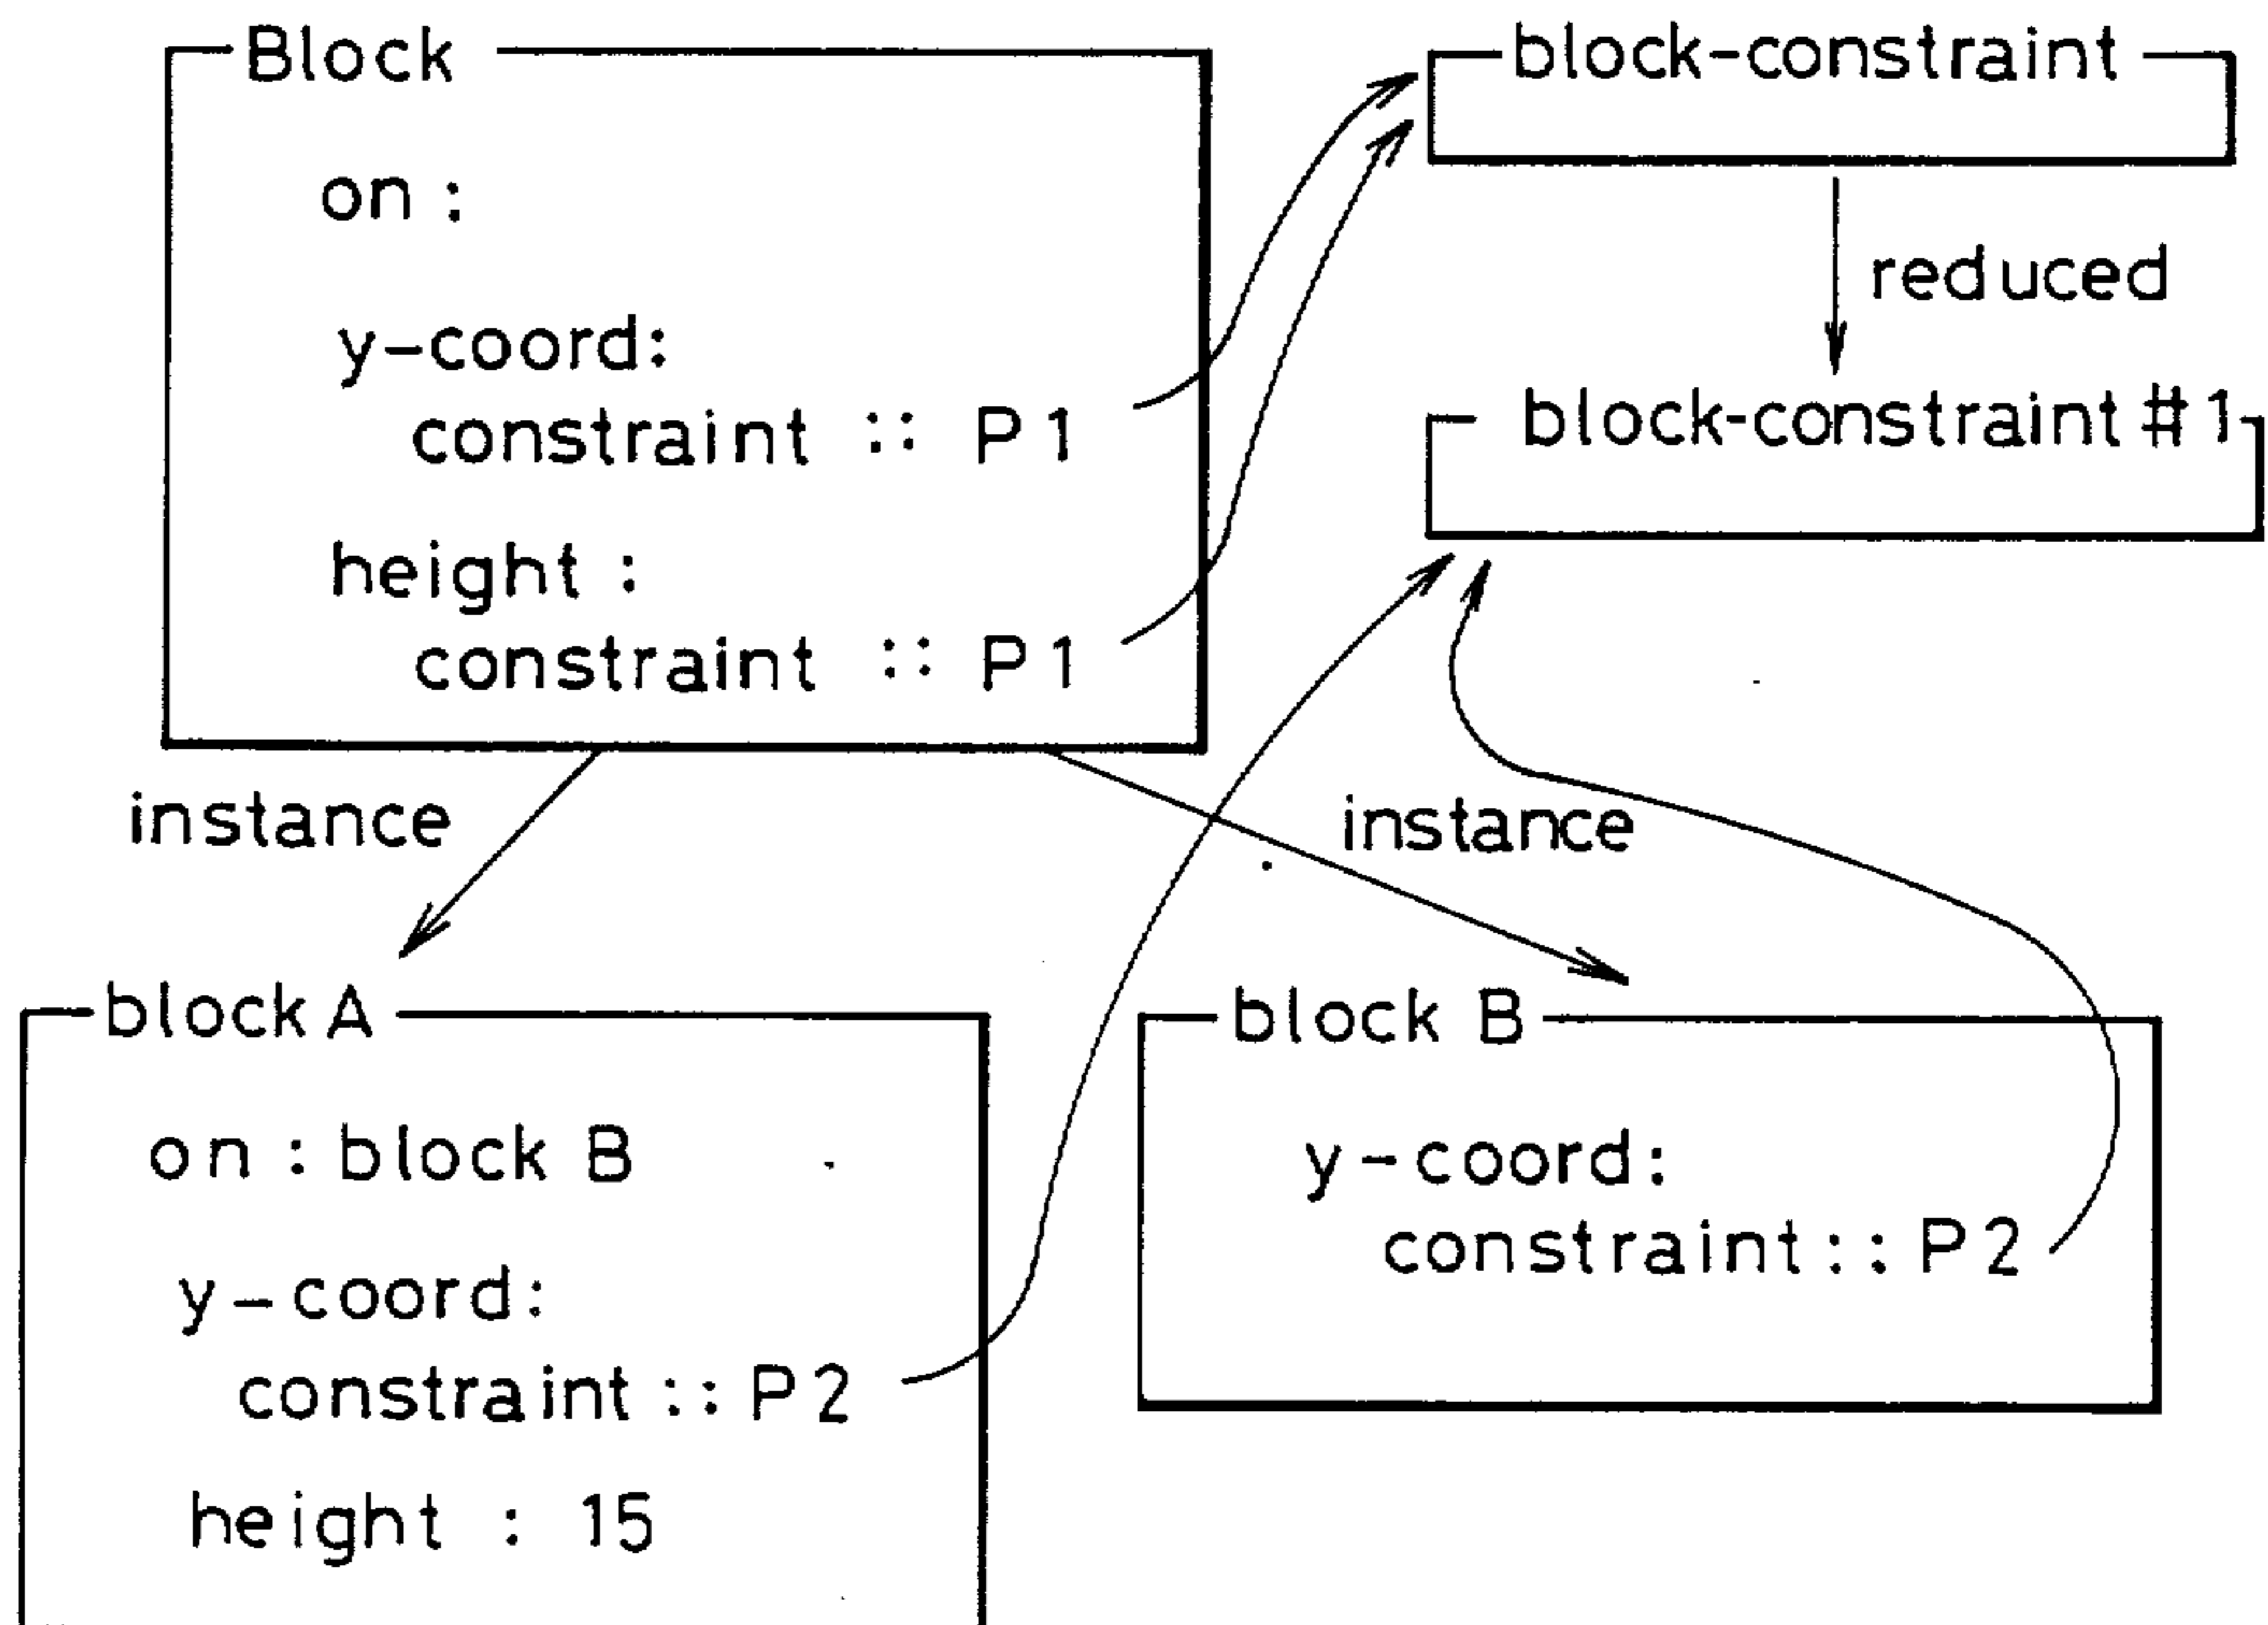 Block
on :
y-coord:
constraint :: P1
height :
constraint :: P1
block-constraint
reduced
block-constraint #1
instance
instance
block A
on : block B
y-coord:
constraint :: P2
height : 15
block B
y-coord:
constraint :: P2